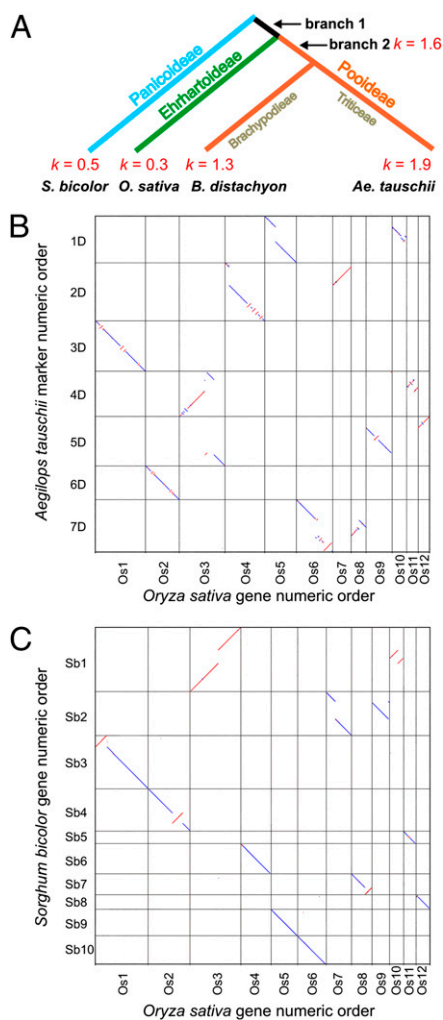 A
branch 1
branch 2 k = 1.6
Panicoideae
Ehrhartoideae
Pooideae
Brachypodieae
Triticeae
k = 0.5 k = 0.3 k = 1.3 k = 1.9
S. bicolor O. sativa B. distachyon Ae. tauschii
B
Aegilops tauschii marker numeric order
1D
2D
3D
4D
5D
6D
7D
Os1 Os2 Os3 Os4 Os5 Os6 Os7 Os8 Os9 Os10 Os11 Os12
Oryza sativa gene numeric order
C
Sorghum bicolor gene numeric order
Sb1
Sb2
Sb3
Sb4
Sb5
Sb6
Sb7
Sb8
Sb9
Sb10
Os1 Os2 Os3 Os4 Os5 Os6 Os7 Os8 Os9 Os10 Os11 Os12
Oryza sativa gene numeric order